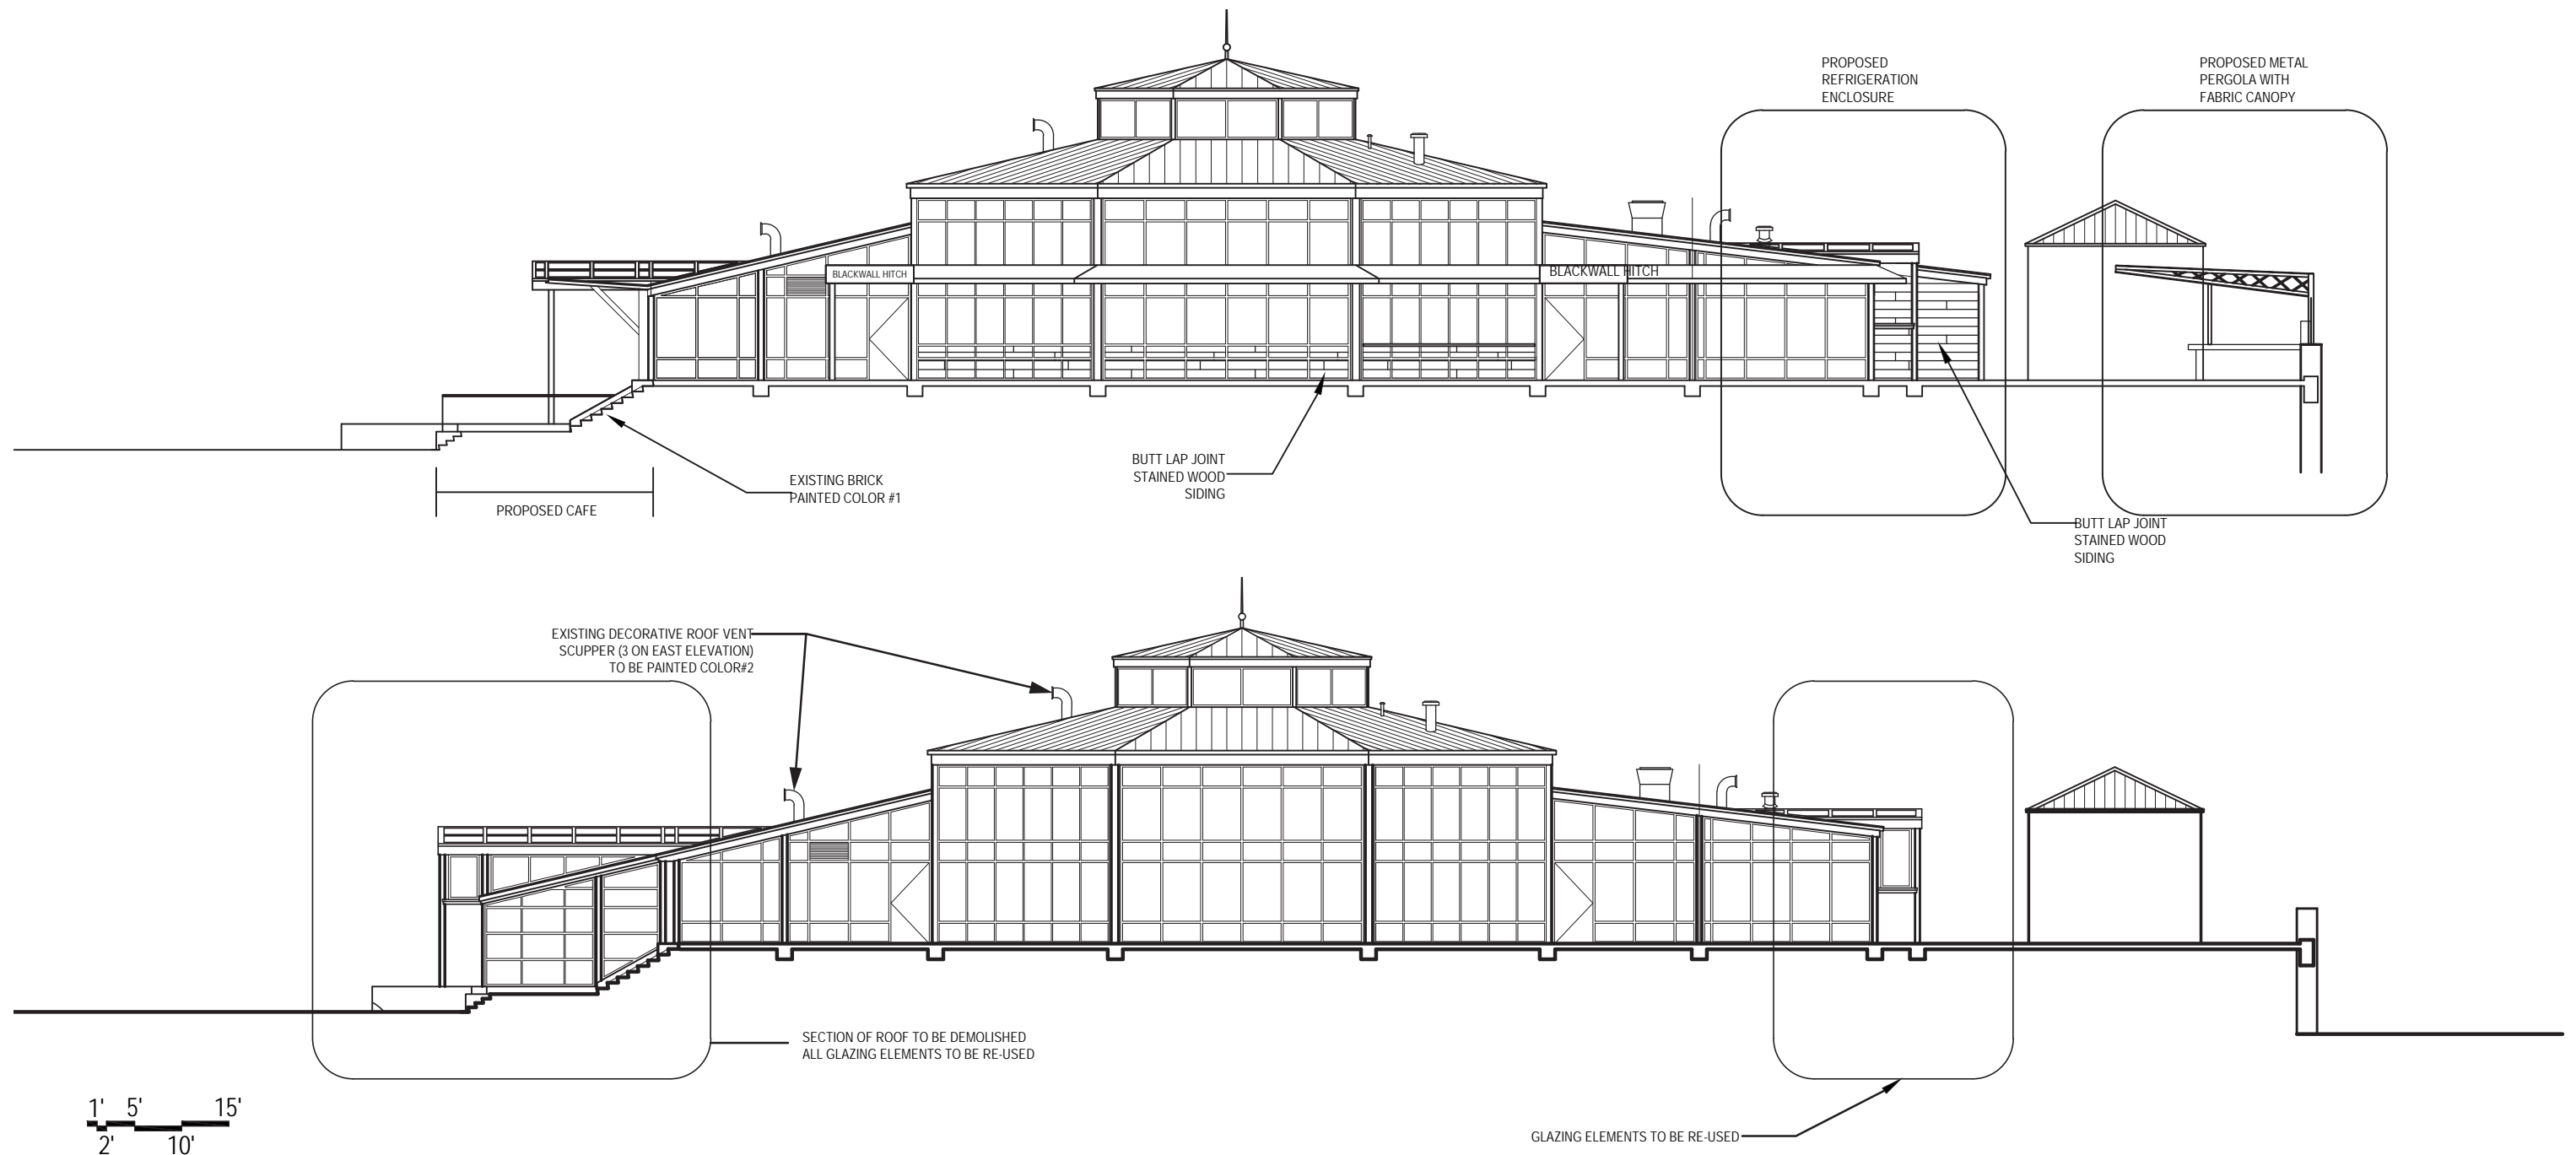 PROPOSED
REFRIGERATION
ENCLOSURE
PROPOSED METAL
PERGOLA WITH
FABRIC CANOPY
BLACKWALL HITCH
BLACKWALL HITCH
BUTT LAP JOINT
STAINED WOOD
SIDING
EXISTING BRICK
PAINTED COLOR #1
PROPOSED CAFE
BUTT LAP JOINT
STAINED WOOD
SIDING
EXISTING DECORATIVE ROOF VENT
SCUPPER (3 ON EAST ELEVATION)
TO BE PAINTED COLOR#2
SECTION OF ROOF TO BE DEMOLISHED
ALL GLAZING ELEMENTS TO BE RE-USED
GLAZING ELEMENTS TO BE RE-USED
1' 5' 15'
2' 10'